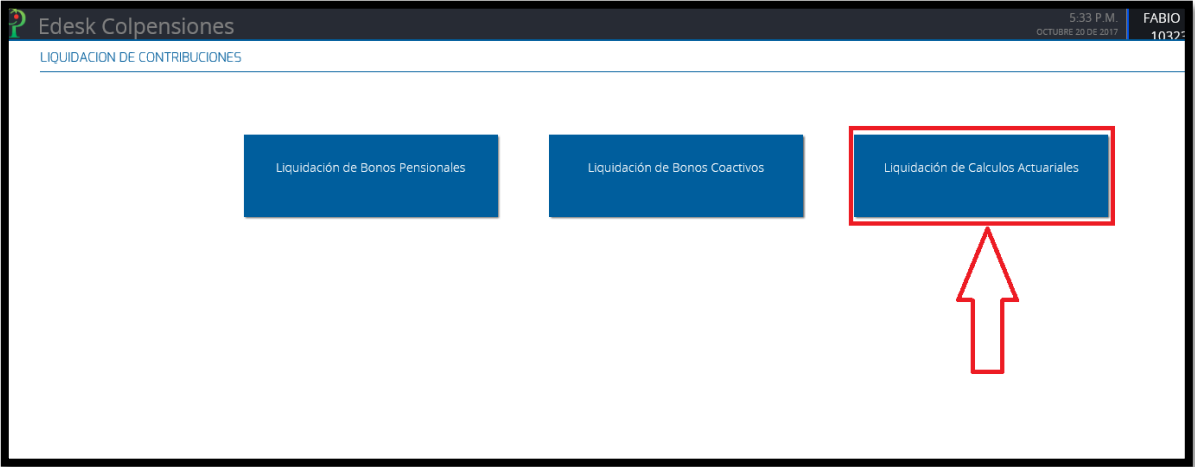 Edesk Colpensiones
5:33 P.M.
OCTUBRE 20 DE 2017
FABIO
10323
LIQUIDACION DE CONTRIBUCIONES
Liquidación de Bonos Pensionales
Liquidación de Bonos Coactivos
Liquidación de Calculos Actuariales